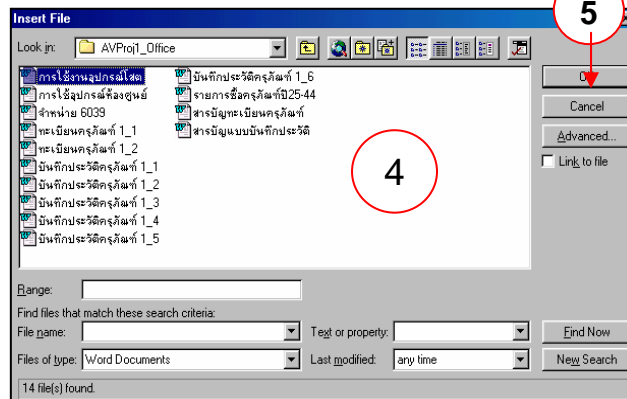 Insert File
5
Look in: AVProj1_Office
การใช้งานอุปกรณ์โสต
การใช้อุปกรณ์ห้องศูนย์
จำหน่าย 6039
ทะเบียนครุภัณฑ์ 1_1
ทะเบียนครุภัณฑ์ 1_2
บันทึกประวัติครุภัณฑ์ 1_1
บันทึกประวัติครุภัณฑ์ 1_2
บันทึกประวัติครุภัณฑ์ 1_3
บันทึกประวัติครุภัณฑ์ 1_4
บันทึกประวัติครุภัณฑ์ 1_5
บันทึกประวัติครุภัณฑ์ 1_6
รายการซื้อครุภัณฑ์ปี25-44
สารบัญทะเบียนครุภัณฑ์
สารบัญแบบบันทึกประวัติ
4
Cancel
Advanced...
Link to file
Range:
Find files that match these search criteria:
File name: Text or property: Find Now
Files of type: Word Documents Last modified: any time New Search
14 file(s) found.